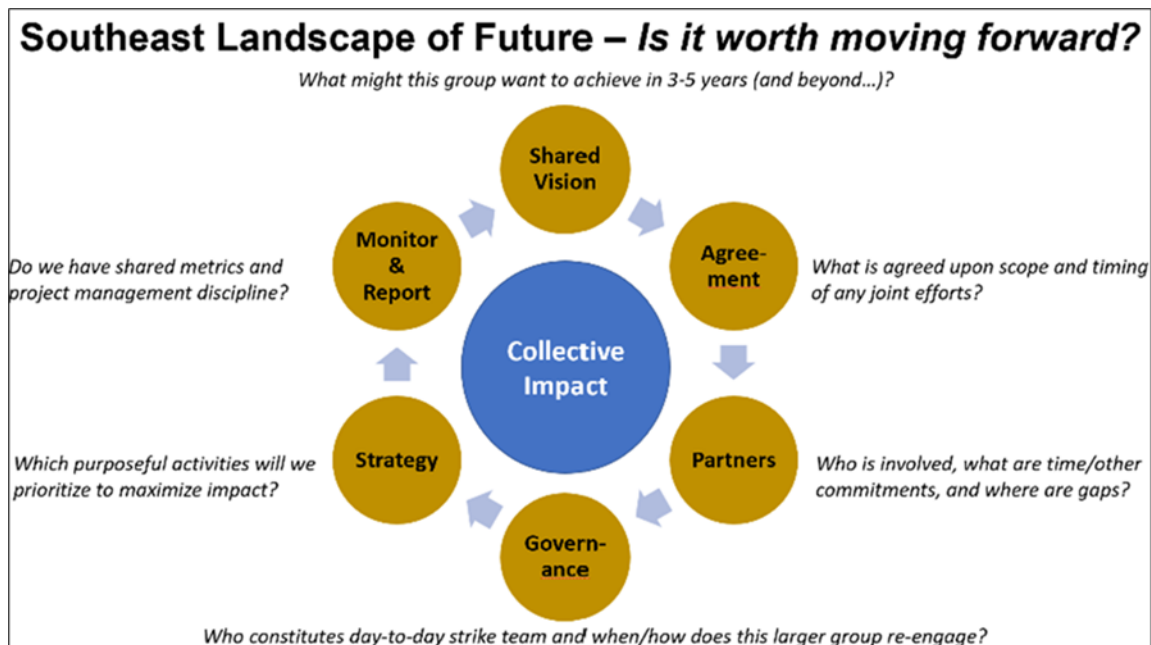 Southeast Landscape of Future – Is it worth moving forward?
What might this group want to achieve in 3-5 years (and beyond...)?
Shared
Vision
Agree-
ment
What is agreed upon scope and timing
of any joint efforts?
Partners
Who is involved, what are time/other
commitments, and where are gaps?
Govern-
ance
Who constitutes day-to-day strike team and when/how does this larger group re-engage?
Strategy
Which purposeful activities will we
prioritize to maximize impact?
Monitor
&
Report
Do we have shared metrics and
project management discipline?
Collective
Impact